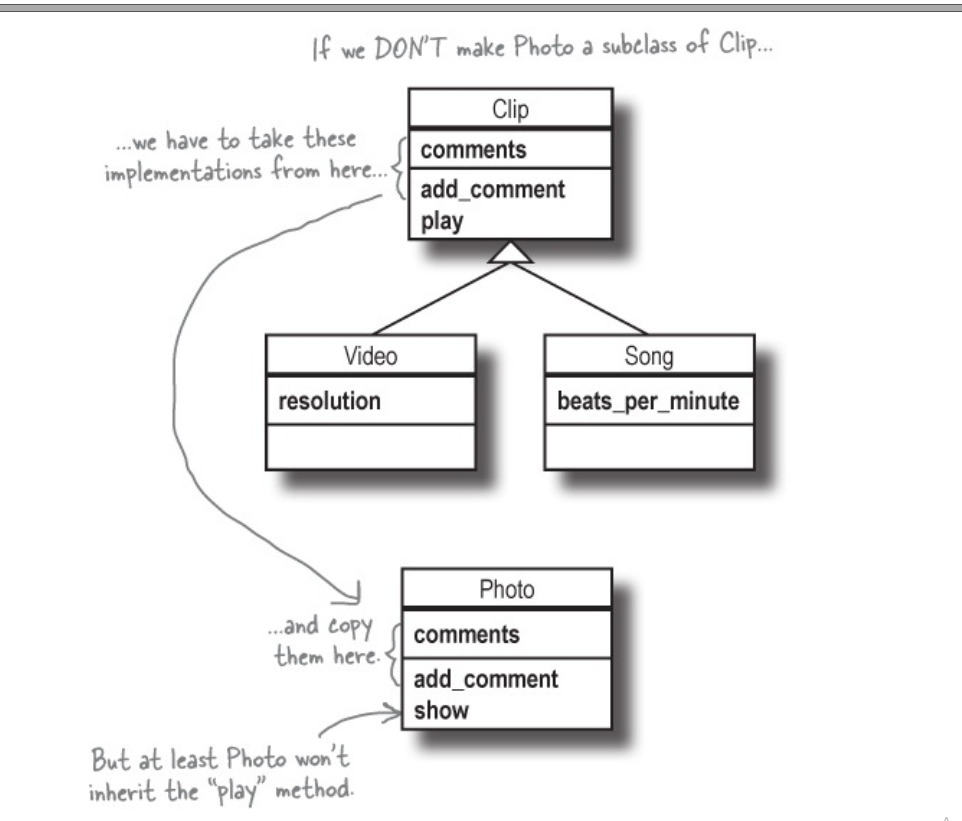 If we DON'T make Photo a subclass of Clip...
Clip
...we have to take these
implementations from here...
comments
add_comment
play
Video
resolution
Song
beats_per_minute
Photo
...and copy
them here.
comments
add_comment
show
But at least Photo won't
inherit the "play" method.